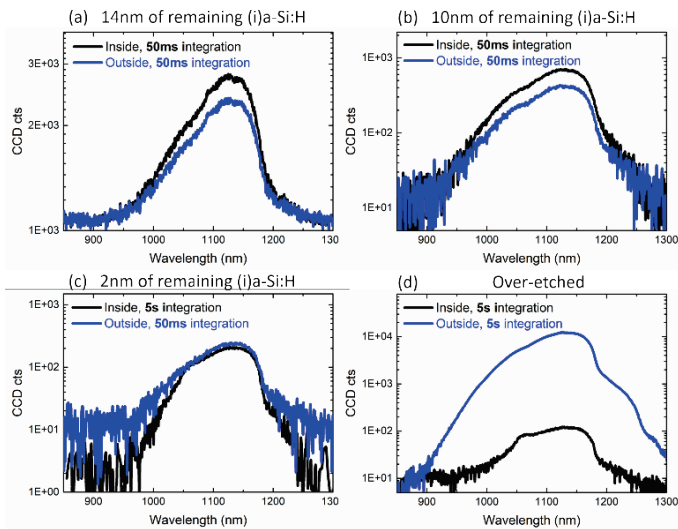 (a) 14nm of remaining (i)a-Si:H
Inside, 50ms integration
Outside, 50ms integration
3E+03
2E+03
1E+03
CCD cts
900 1000 1100 1200 130
Wavelength (nm)
(b) 10nm of remaining (i)a-Si:H
Inside, 50ms integration
Outside, 50ms integration
1E+03
1E+02
1E+01
CCD cts
900 1000 1100 1200 1300
Wavelength (nm)
(c) 2nm of remaining (i)a-Si:H
Inside, 5s integration
Outside, 50ms integration
1E+03
1E+02
1E+01
1E+00
CCD cts
900 1000 1100 1200 130
Wavelength (nm)
(d) Over-etched
Inside, 5s integration
Outside, 5s integration
1E+04
1E+03
1E+02
1E+01
CCD cts
900 1000 1100 1200 1300
Wavelength (nm)